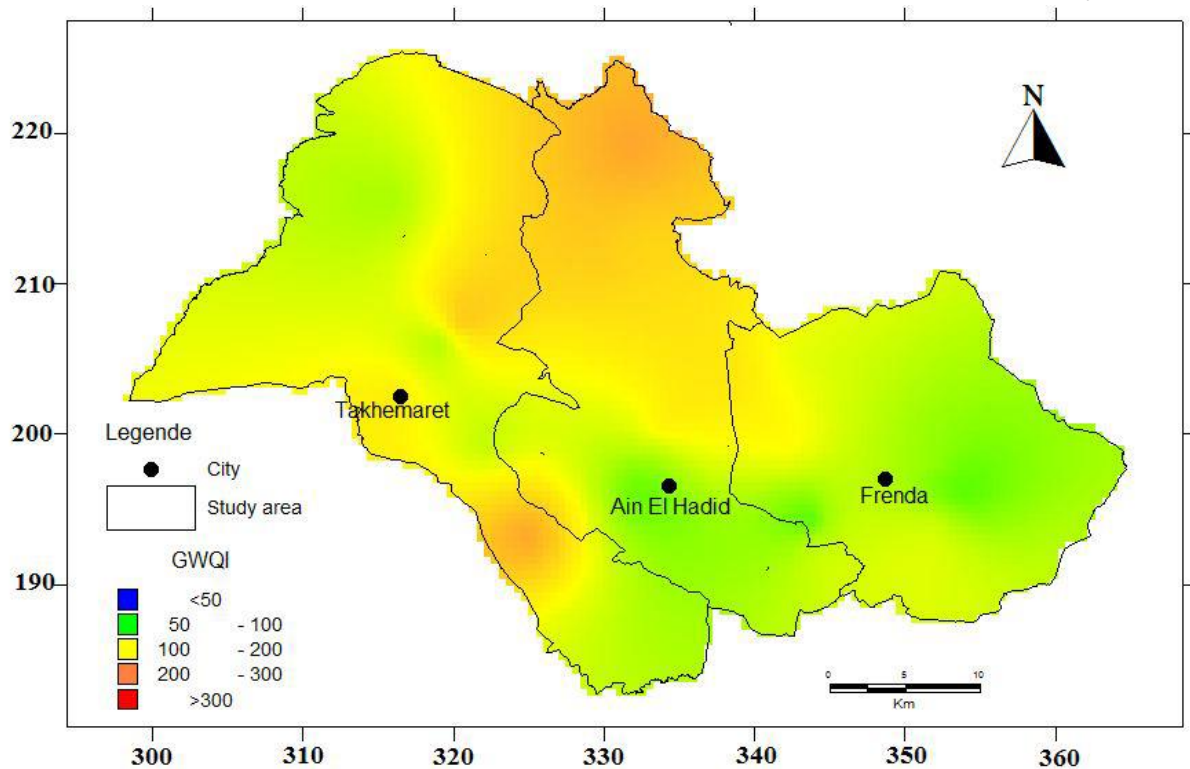 N
220
210
200
190
Takhemaret
Ain El Hadid
Frenda
Legende
City
Study area
GWQI
<50
50 - 100
100 - 200
200 - 300
>300
0 5 10
Km
300 310 320 330 340 350 360